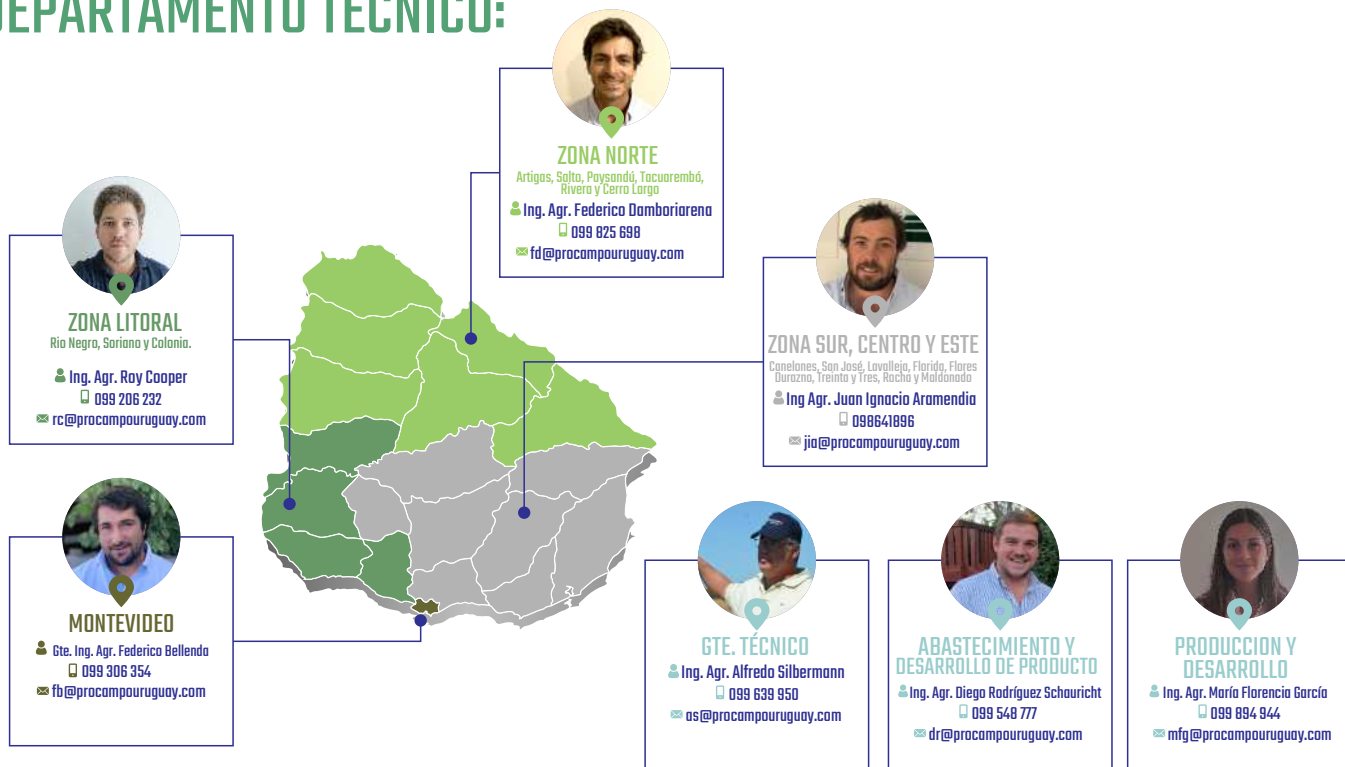 DEPARTAMENTO TÉCNICO:
ZONA NORTE
Artigas, Salto, Paysandú, Tacuarembó,
Rivera y Cerro Largo
Ing. Agr. Federico Damboriarena
099 825 698
fd@procampouruguay.com
ZONA LITORAL
Rio Negro, Soriano y Colonia.
Ing. Agr. Roy Cooper
099 206 232
rc@procampouruguay.com
ZONA SUR, CENTRO Y ESTE
Canelones, San José, Lavalleja, Florida, Flores
Durazno, Treinta y Tres, Rocha y Maldonado
Ing Agr. Juan Ignacio Aramendia
098641896
jia@procampouruguay.com
MONTEVIDEO
Gte. Ing. Agr. Federico Bellenda
099 306 354
fb@procampouruguay.com
GTE. TÉCNICO
Ing. Agr. Alfredo Silbermann
099 639 950
as@procampouruguay.com
ABASTECIMIENTO Y
DESARROLLO DE PRODUCTO
Ing. Agr. Diego Rodríguez Schauricht
099 548 777
dr@procampouruguay.com
PRODUCCION Y
DESARROLLO
Ing. Agr. María Florencia García
099 894 944
mfg@procampouruguay.com